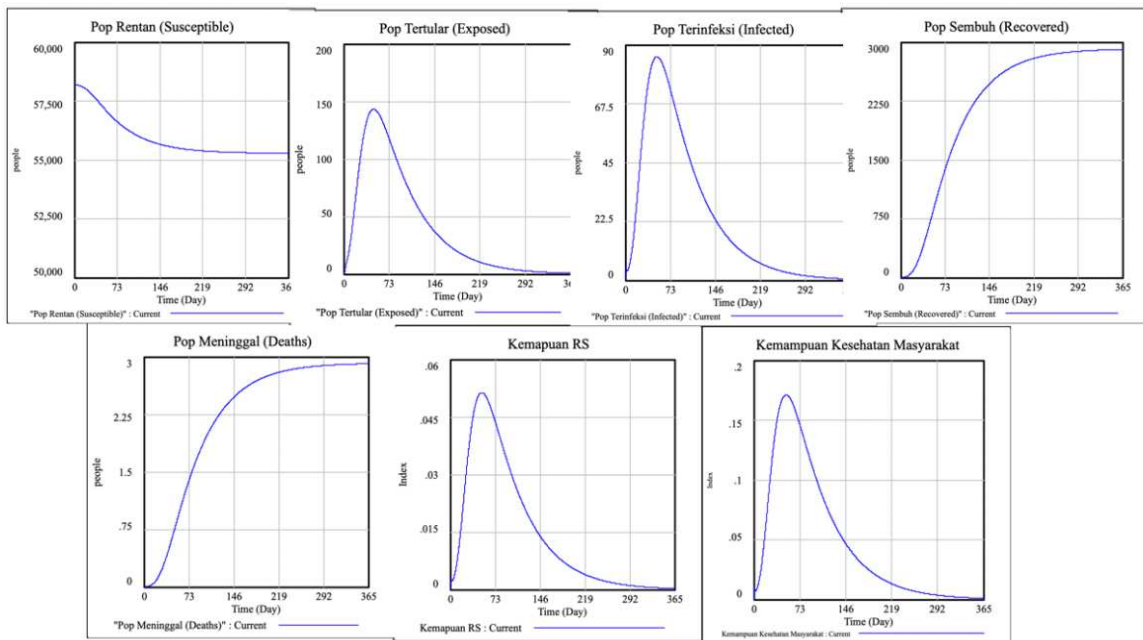 Pop Rentan (Susceptible)
60,000
57,500
55,000
52,500
50,000
people
0 73 146 219 292 365
Time (Day)
"Pop Rentan (Susceptible)" : Current
Pop Tertular (Exposed)
200
150
100
50
0
people
0 73 146 219 292 36
Time (Day)
"Pop Tertular (Exposed)" : Current
Pop Terinfeksi (Infected)
90
67.5
45
22.5
0
people
0 73 146 219 292 365
Time (Day)
"Pop Terinfeksi (Infected)" : Current
Pop Sembuh (Recovered)
3000
2250
1500
750
0
people
0 73 146 219 292 365
Time (Day)
"Pop Sembuh (Recovered)" : Current
Pop Meninggal (Deaths)
3
2.25
1.5
.75
0
people
0 73 146 219 292 365
Time (Day)
"Pop Meninggal (Deaths)" : Current
Kemapuan RS
.06
.045
.03
.015
0
Index
0 73 146 219 292 365
Time (Day)
Kemapuan RS : Current
Kemampuan Kesehatan Masyarakat
.2
.15
.1
.05
0
Index
0 73 146 219 292 365
Time (Day)
Kemampuan Kesehatan Masyarakat : Current